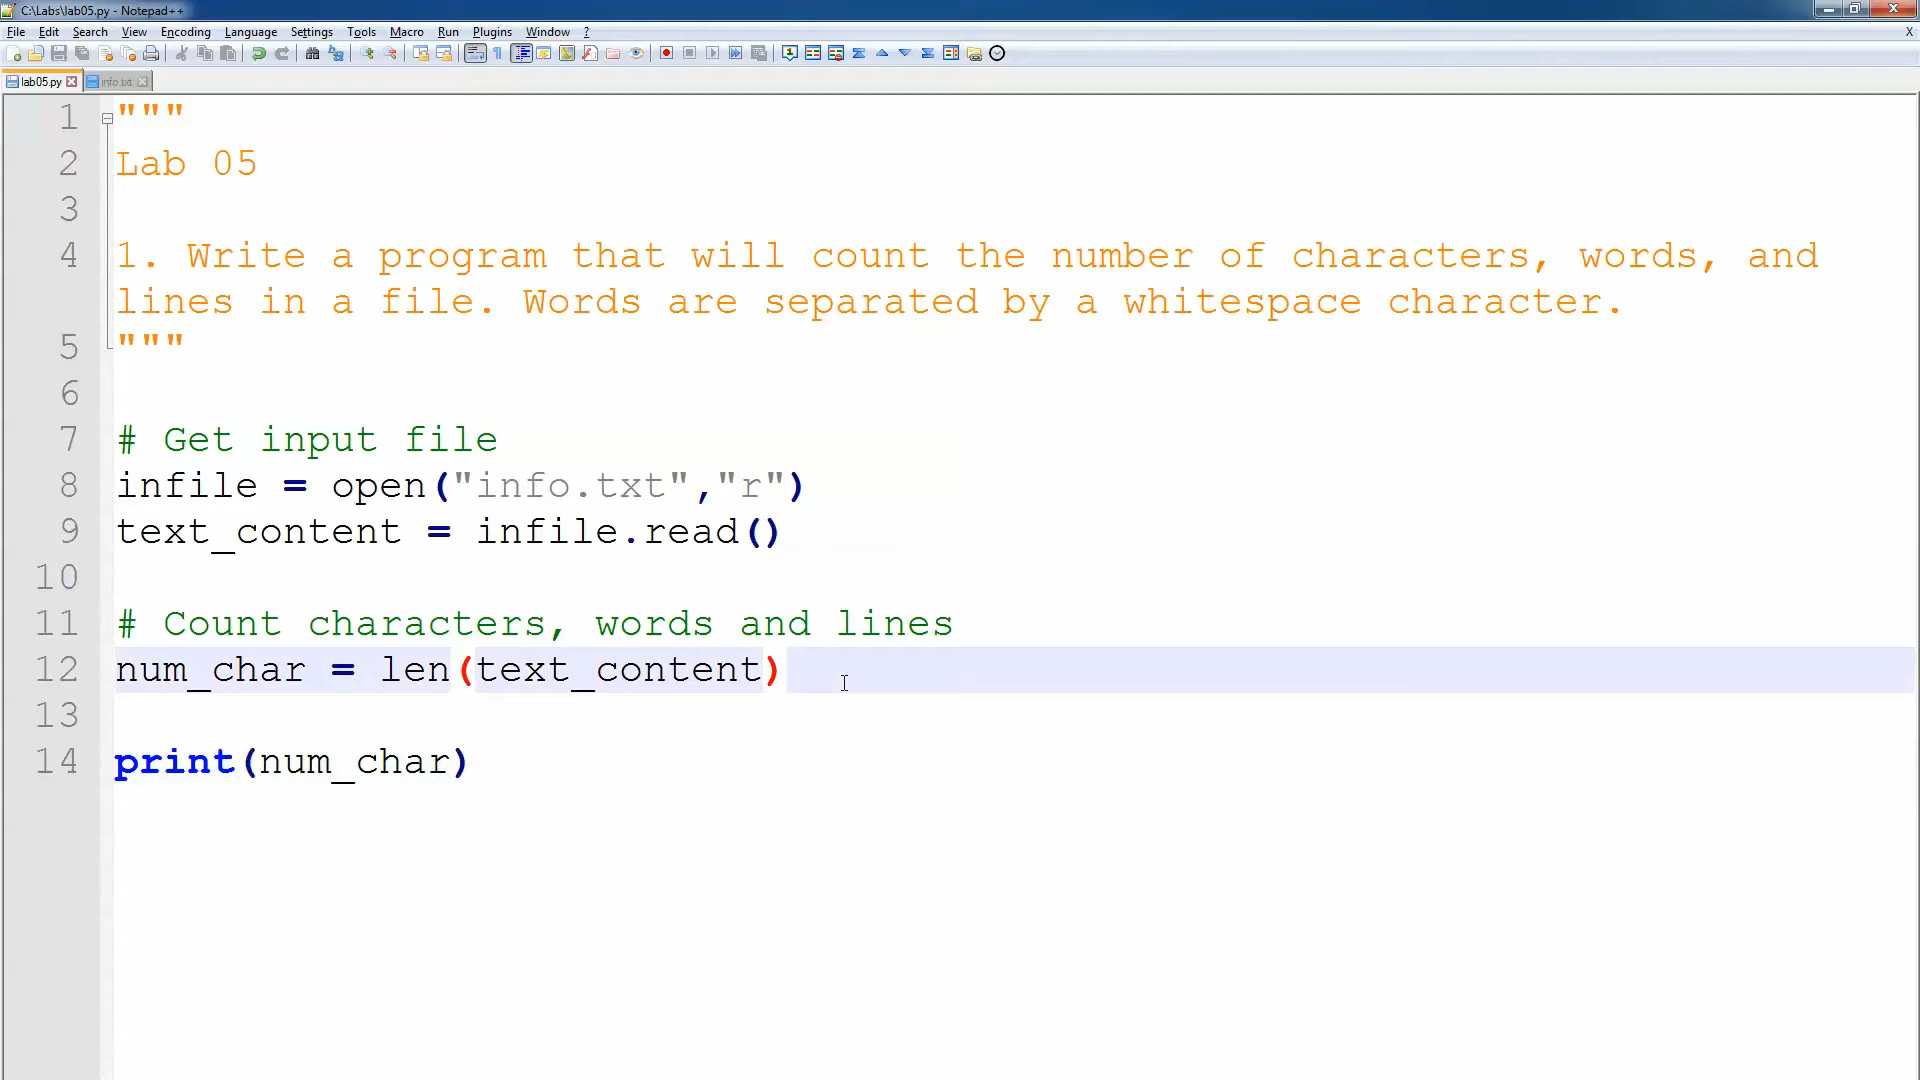 C:\Labs\lab05.py - Notepad++
File Edit Search View Encoding Language Settings Tools Macro Run Plugins Window ? X
lab05.py info.txt
1 """
2 Lab 05
3
4 1. Write a program that will count the number of characters, words, and
lines in a file. Words are separated by a whitespace character.
5 """
6
7 # Get input file
8 infile = open("info.txt","r")
9 text_content = infile.read()
10
11 # Count characters, words and lines
12 num_char = len(text_content)
13
14 print(num_char)